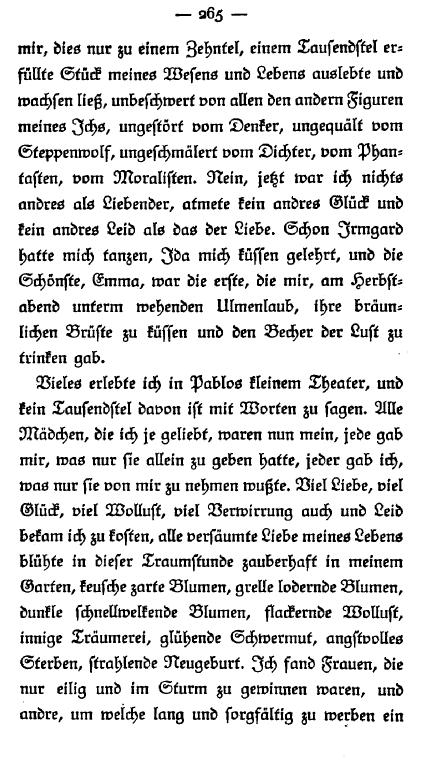 — 265 —
mir, dies nur zu einem Zehntel, einem Tausendstel er-
füllte Stück meines Wesens und Lebens auslebte und
wachsen ließ, unbeschwert von allen den andern Figuren
meines Ichs, ungestört vom Denker, ungequält vom
Steppenwolf, ungeschmälert vom Dichter, vom Phan-
tasten, vom Moralisten. Nein, jetzt war ich nichts
andres als Liebender, atmete kein andres Glück und
kein andres Leid als das der Liebe. Schon Irmgard
hatte mich tanzen, Ida mich küssen gelehrt, und die
Schönste, Emma, war die erste, die mir, am Herbst-
abend unterm wehenden Ulmenlaub, ihre bräun-
lichen Brüste zu küssen und den Becher der Lust zu
trinken gab.
Vieles erlebte ich in Pablos kleinem Theater, und
kein Tausendstel davon ist mit Worten zu sagen. Alle
Mädchen, die ich je geliebt, waren nun mein, jede gab
mir, was nur sie allein zu geben hatte, jeder gab ich,
was nur sie von mir zu nehmen wußte. Viel Liebe, viel
Glück, viel Wollust, viel Verwirrung auch und Leid
bekam ich zu kosten, alle versäumte Liebe meines Lebens
blühte in dieser Traumstunde zauberhaft in meinem
Garten, keusche zarte Blumen, grelle lodernde Blumen,
dunkle schnellwelkende Blumen, flackernde Wollust,
innige Träumerei, glühende Schwermut, angstvolles
Sterben, strahlende Neugeburt. Ich fand Frauen, die
nur eilig und im Sturm zu gewinnen waren, und
andre, um welche lang und sorgfältig zu werben ein